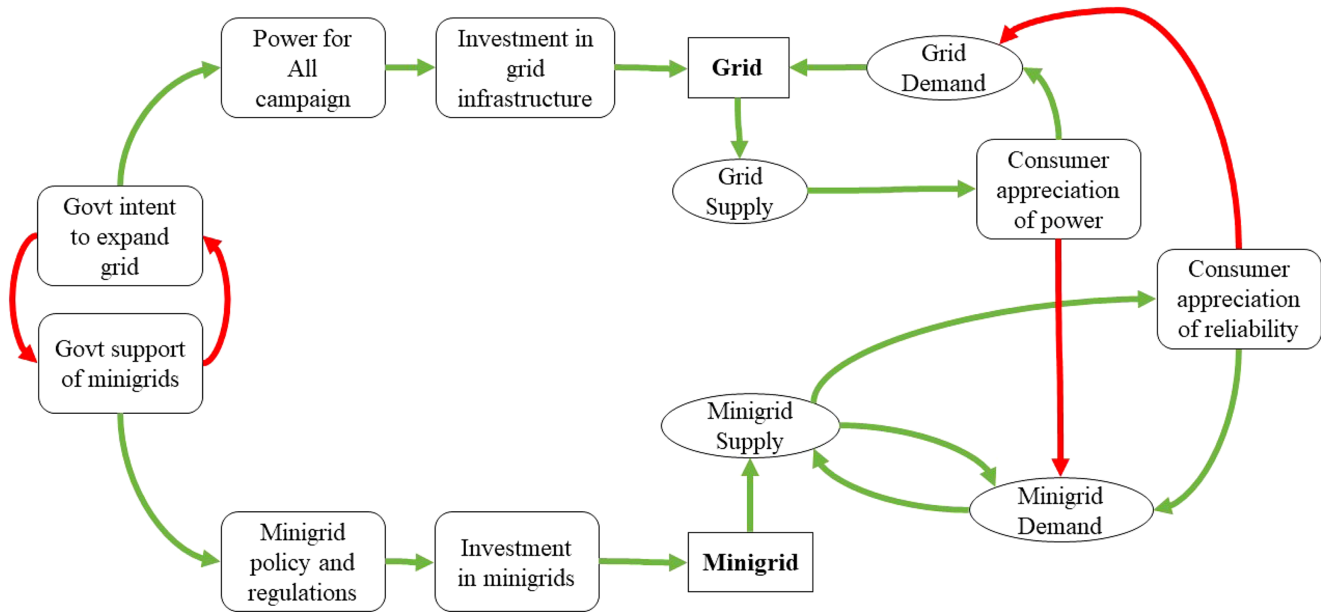 Power for
All
campaign
Investment in
grid
infrastructure
Grid
Grid
Demand
Grid
Supply
Consumer
appreciation
of power
Govt intent
to expand
grid
Govt support
of minigrids
Consumer
appreciation
of reliability
Minigrid
Supply
Minigrid
Demand
Minigrid
policy and
regulations
Investment
in minigrids
Minigrid